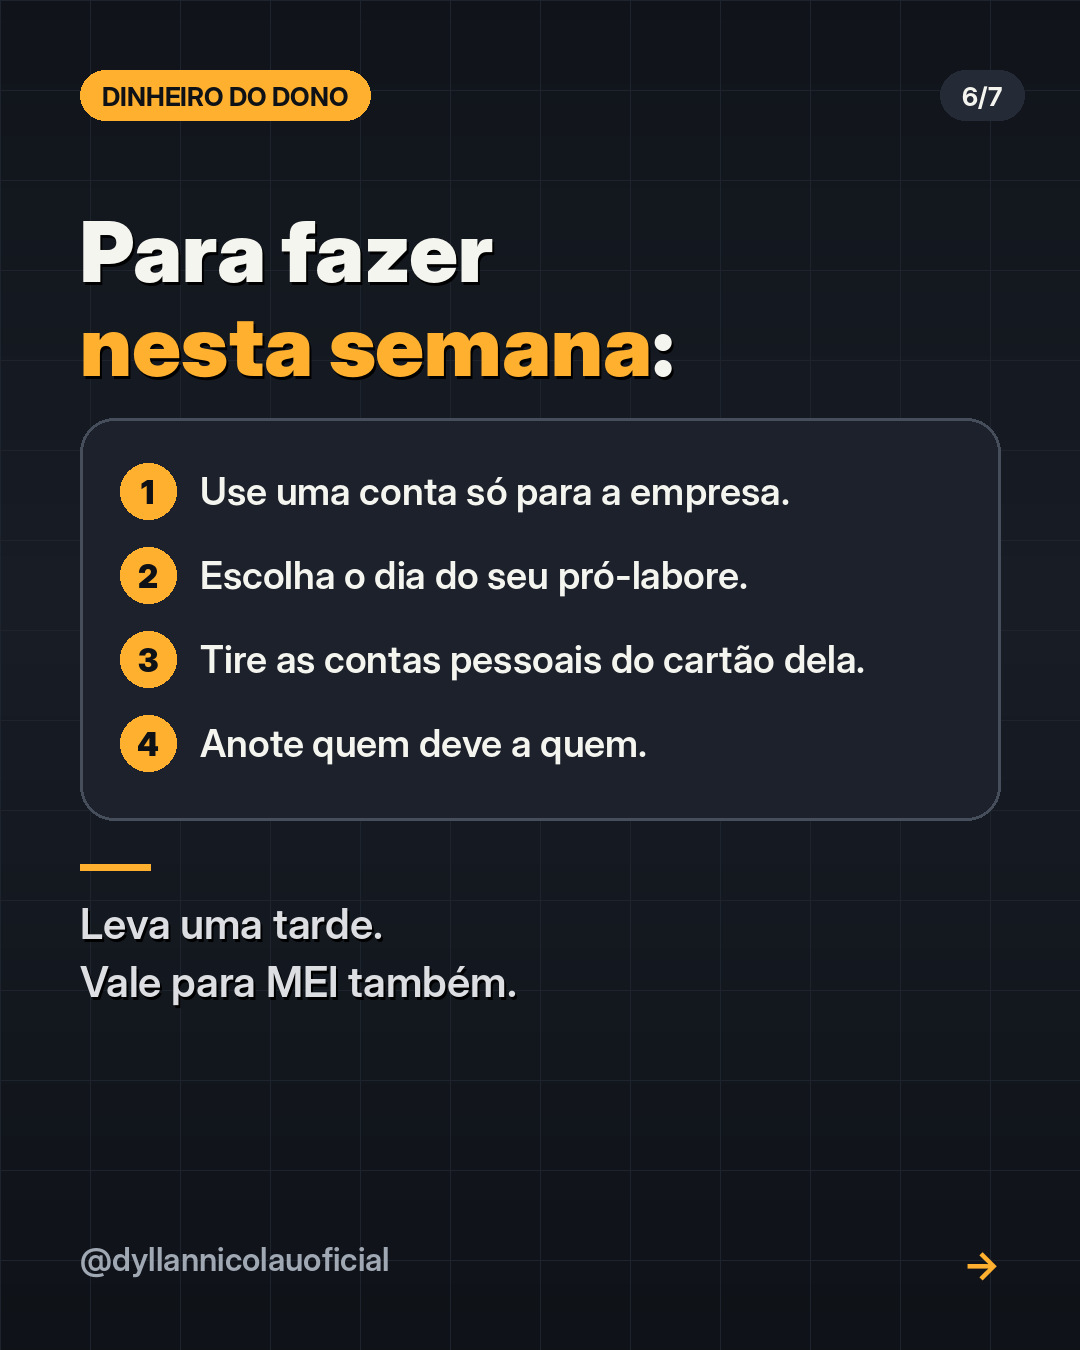 DINHEIRO DO DONO
6/7
Para fazer
nesta semana:
1 Use uma conta só para a empresa.
2 Escolha o dia do seu pró-labore.
3 Tire as contas pessoais do cartão dela.
4 Anote quem deve a quem.
Leva uma tarde.
Vale para MEI também.
@dyllannicolauoficial
→